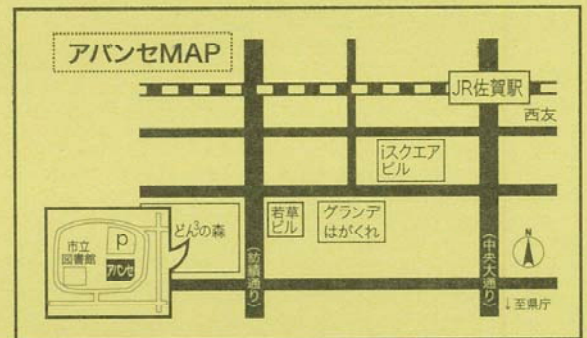 アバンセMAP
JR佐賀駅
西友
iスクエア
ビル
若草
ビル
グランデ
はがくれ
どん³の森
市立
図書館
P
アバンセ
(紡績通り)
(中央大通り)
N
↓至県庁